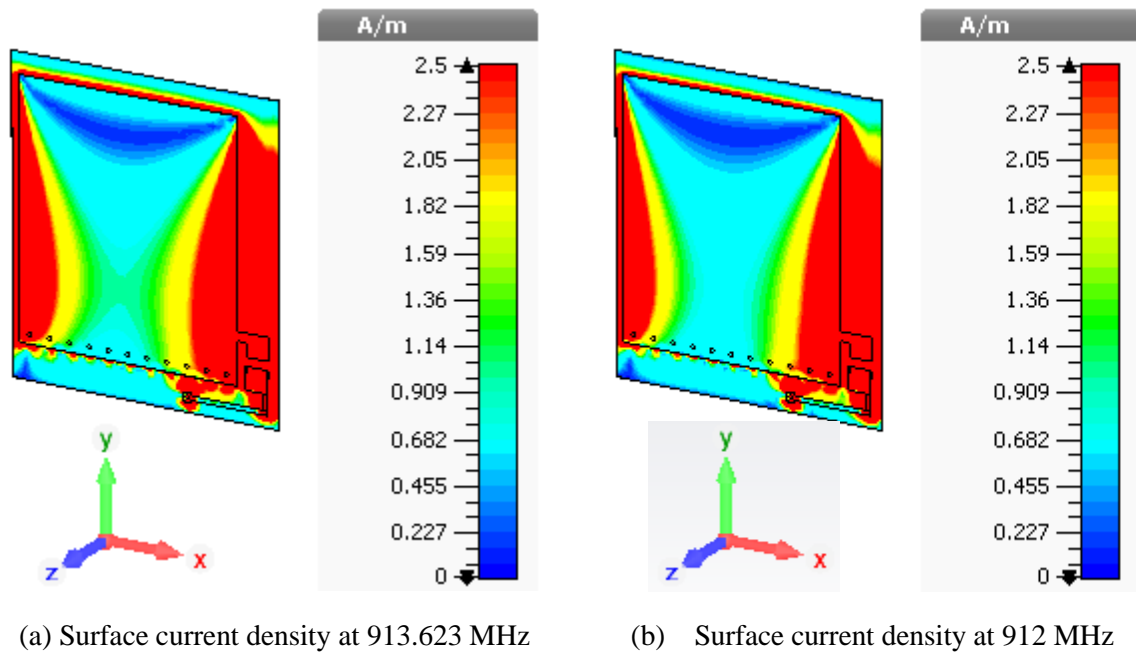 A/m
2.5
2.27
2.05
1.82
1.59
1.36
1.14
0.909
0.682
0.455
0.227
0
y
z
x
(a) Surface current density at 913.623 MHz
A/m
2.5
2.27
2.05
1.82
1.59
1.36
1.14
0.909
0.682
0.455
0.227
0
y
z
x
(b) Surface current density at 912 MHz